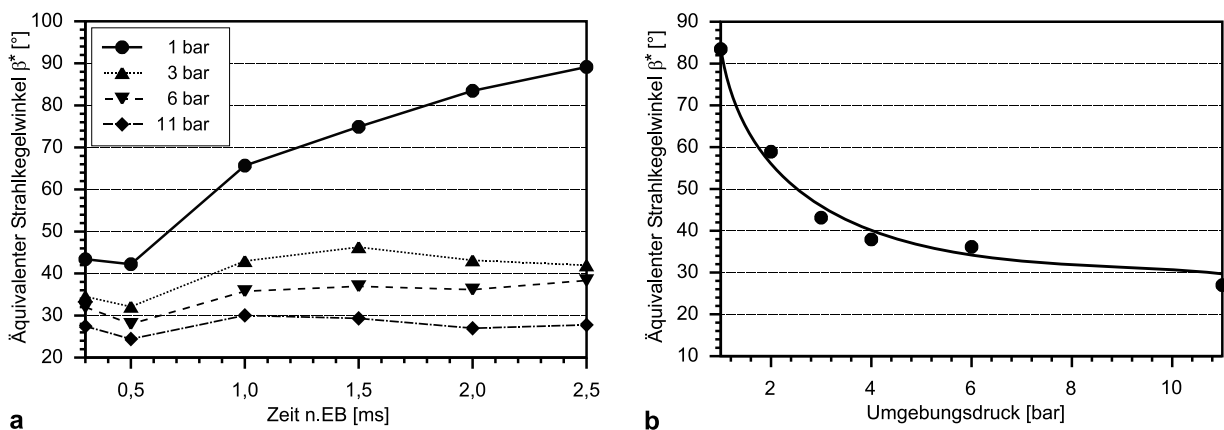 Äquivalenter Strahlkegelwinkel β* [°]
100
90
80
70
60
50
40
30
20
1 bar
3 bar
6 bar
11 bar
0,5
1,0
1,5
2,0
2,5
Zeit n.EB [ms]
a
Äquivalenter Strahlkegelwinkel β* [°]
90
80
70
60
50
40
30
20
10
2
4
6
8
10
Umgebungsdruck [bar]
b